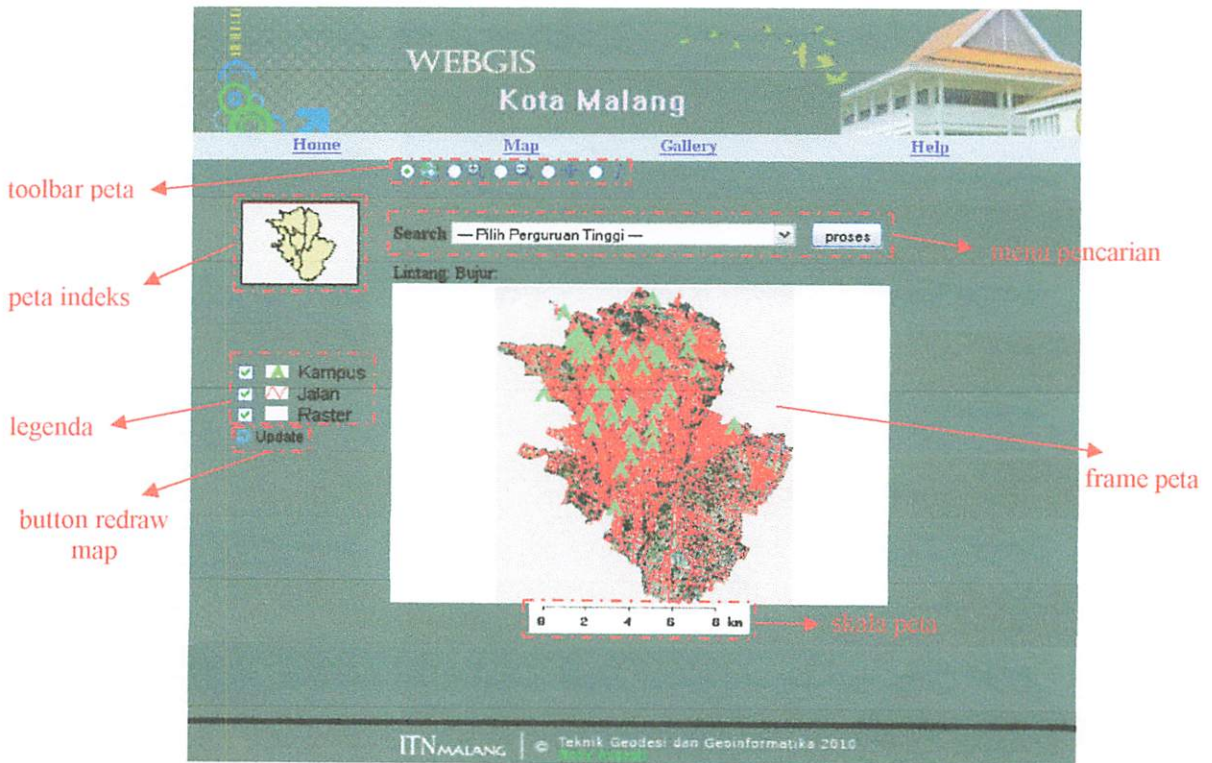 WEBGIS
Kota Malang
Home Map Gallery Help
toolbar peta
Search — Pilih Perguruan Tinggi — proses
menu pencarian
peta indeks
Lintang: Bujur:
Kampus
Jalan
Raster
legenda
Update
frame peta
button redraw
map
0 2 4 6 8 km
skala peta
ITN MALANG © Teknik Geodesi dan Geoinformatika 2010